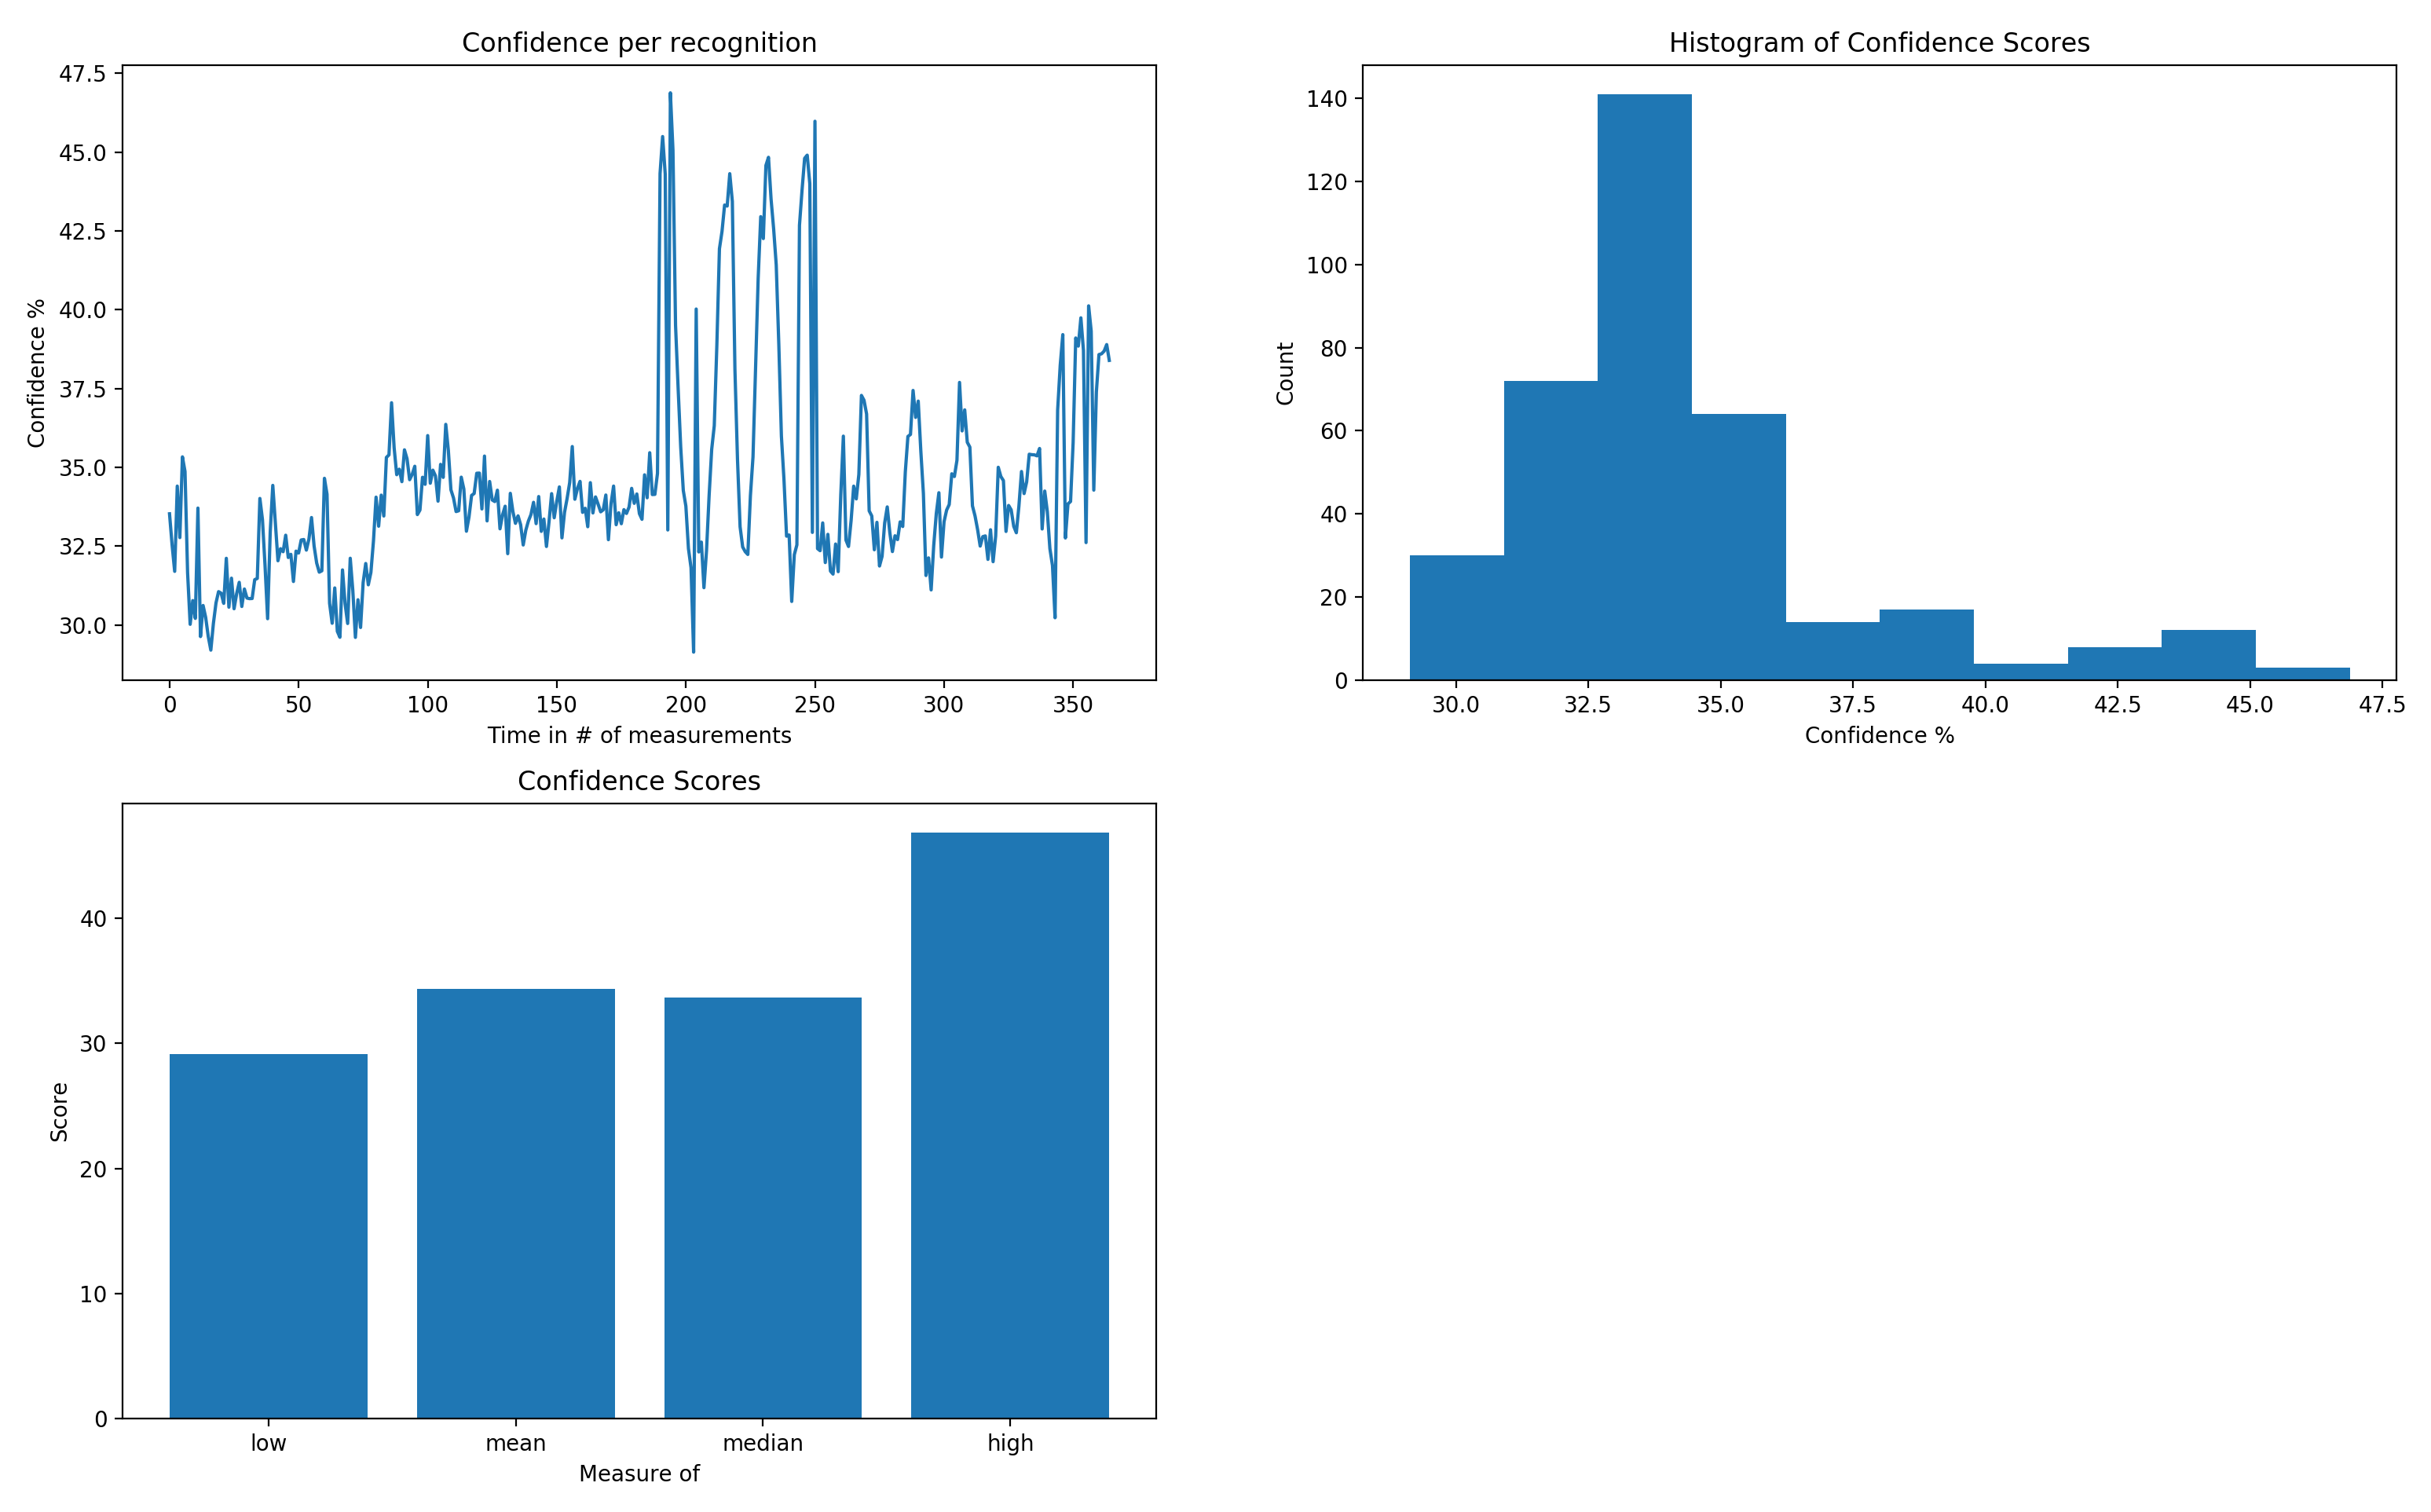 Confidence per recognition
47.5
45.0
42.5
40.0
37.5
35.0
32.5
30.0
Confidence %
0 50 100 150 200 250 300 350
Time in # of measurements
Histogram of Confidence Scores
140
120
100
80
60
40
20
0
Count
30.0 32.5 35.0 37.5 40.0 42.5 45.0 47.5
Confidence %
Confidence Scores
40
30
20
10
0
Score
low mean median high
Measure of